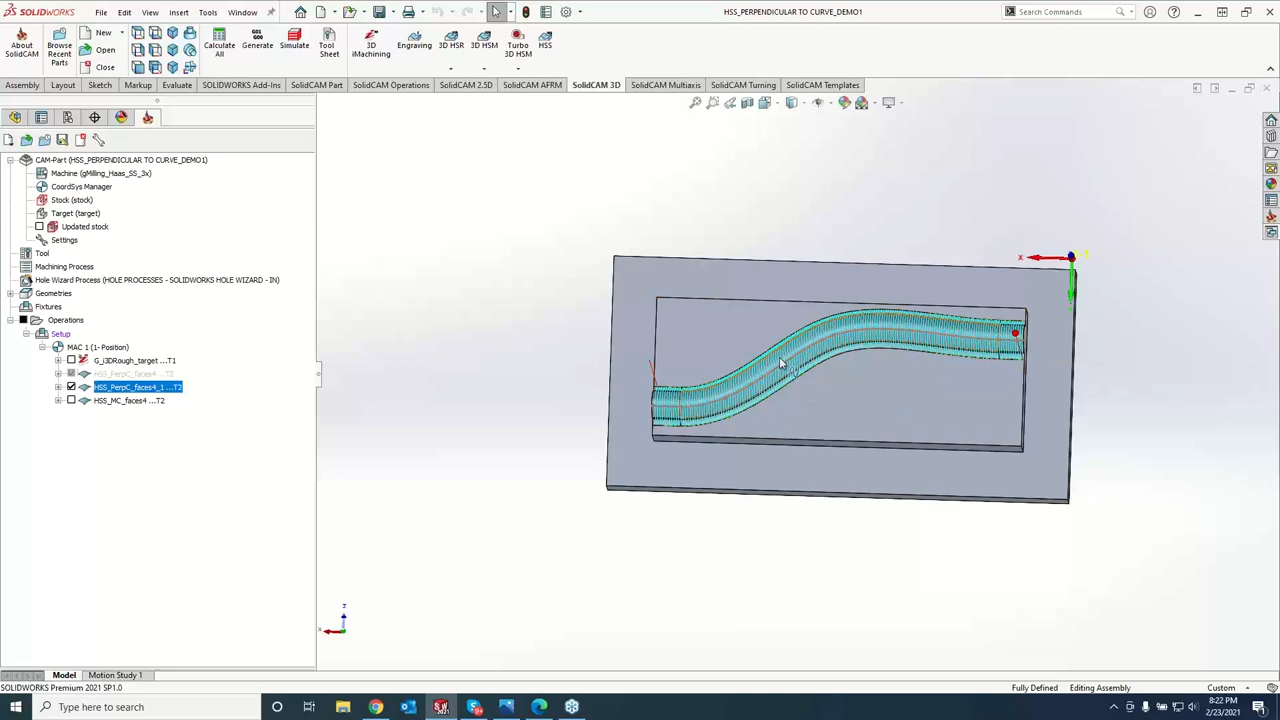 SOLIDWORKS
File
Edit
View
Insert
Tools
Window
HSS_PERPENDICULAR TO CURVE_DEMO1
Search Commands
About SolidCAM
Browse Recent Parts
New
Open
Close
Calculate All
G01 G00
Generate
Simulate
Tool Sheet
3D iMachining
Engraving
3D HSR
3D HSM
Turbo 3D HSM
HSS
Assembly
Layout
Sketch
Markup
Evaluate
SOLIDWORKS Add-Ins
SolidCAM Part
SolidCAM Operations
SolidCAM 2.5D
SolidCAM AFRM
SolidCAM 3D
SolidCAM Multiaxis
SolidCAM Turning
SolidCAM Templates
CAM-Part (HSS_PERPENDICULAR TO CURVE_DEMO1)
Machine (gMilling_Haas_SS_3x)
CoordSys Manager
Stock (stock)
Target (target)
Updated stock
Settings
Tool
Machining Process
Hole Wizard Process (HOLE PROCESSES - SOLIDWORKS HOLE WIZARD - IN)
Geometries
Fixtures
Operations
Setup
MAC 1 (1- Position)
G_i3DRough_target ...T1
HSS_PerpC_faces4 ...T2
HSS_PerpC_faces4_1 ...T2
HSS_MC_faces4 ...T2
X
z
x
Model
Motion Study 1
SOLIDWORKS Premium 2021 SP1.0
Fully Defined
Editing Assembly
Custom
Type here to search
8:22 PM
2/23/2021